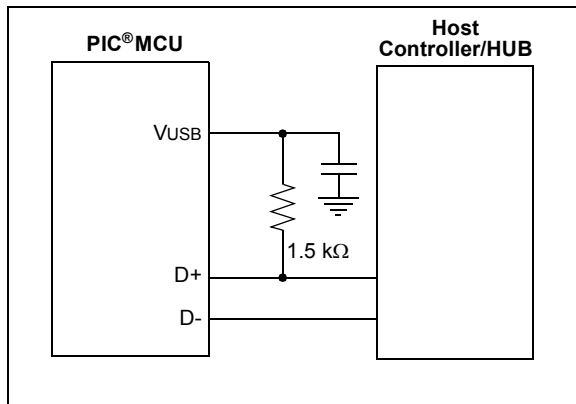 PIC®MCU
Host
Controller/HUB
VUSB
1.5 kΩ
D+
D-